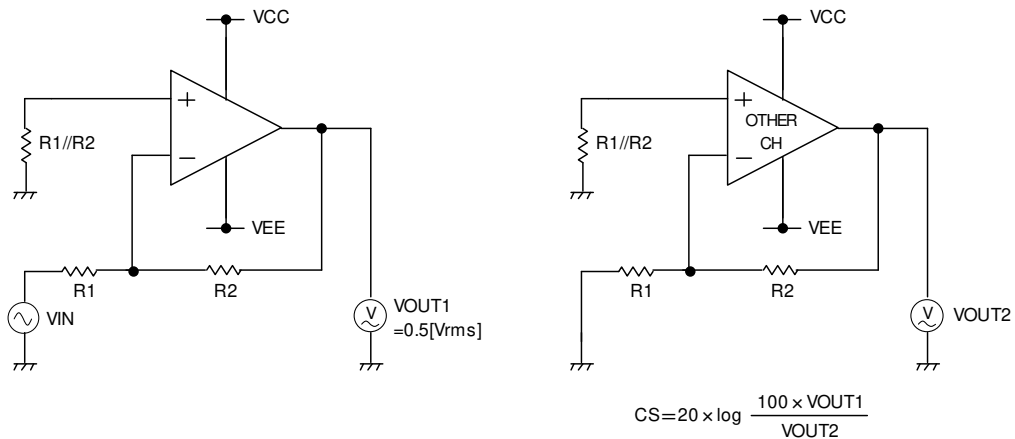 VCC
+
R1//R2
−
VEE
R1
R2
VIN
V
VOUT1
=0.5[Vrms]
VCC
+
OTHER
CH
R1//R2
−
VEE
R1
R2
V
VOUT2
CS=20×log 100×VOUT1
VOUT2